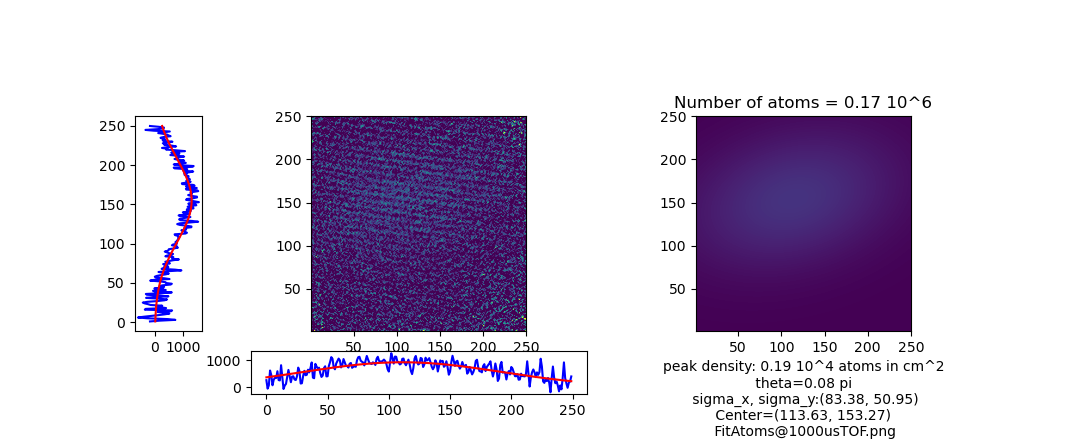 Number of atoms = 0.17 10^6
250
200
150
100
50
0
0 1000
250
200
150
100
50
50 100 150 200 250
250
200
150
100
50
50 100 150 200 250
1000
0
0 50 100 150 200 250
peak density: 0.19 10^4 atoms in cm^2
theta=0.08 pi
sigma_x, sigma_y:(83.38, 50.95)
Center=(113.63, 153.27)
FitAtoms@1000usTOF.png